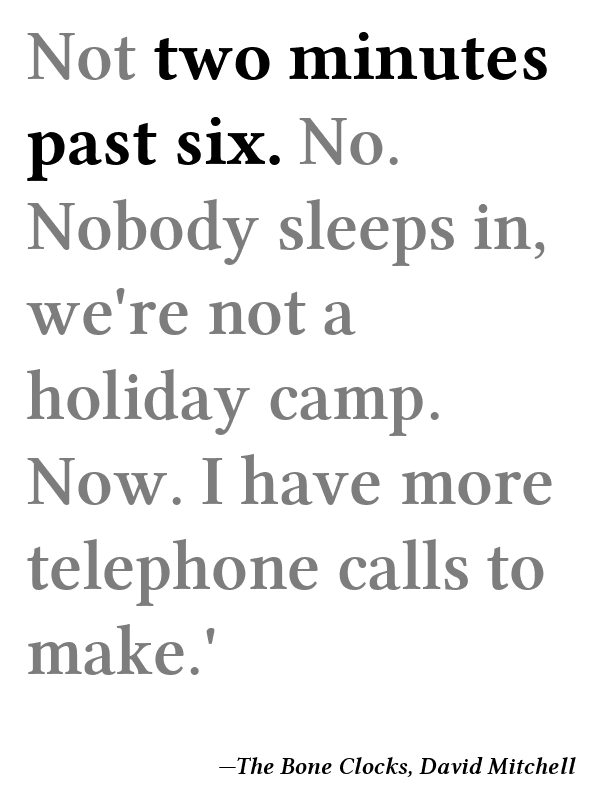 Not two minutes
past six. No.
Nobody sleeps in,
we're not a
holiday camp.
Now. I have more
telephone calls to
make.'
—The Bone Clocks, David Mitchell